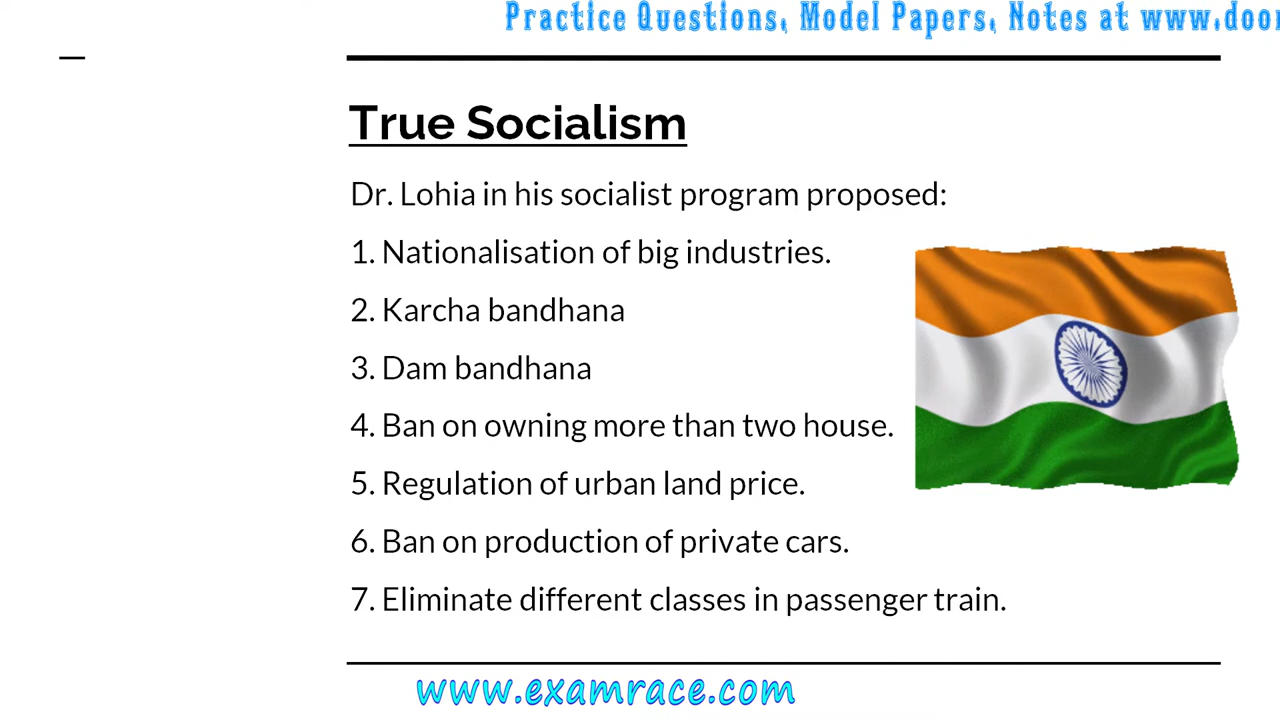 Practice Questions, Model Papers, Notes at www.door
True Socialism
Dr. Lohia in his socialist program proposed:
1. Nationalisation of big industries.
2. Karcha bandhana
3. Dam bandhana
4. Ban on owning more than two house.
5. Regulation of urban land price.
6. Ban on production of private cars.
7. Eliminate different classes in passenger train.
www.examrace.com